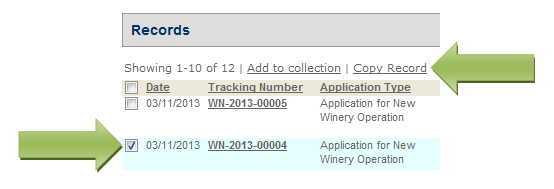 Records
Showing 1-10 of 12 | Add to collection | Copy Record
Date Tracking Number Application Type
03/11/2013 WN-2013-00005 Application for New
Winery Operation
03/11/2013 WN-2013-00004 Application for New
Winery Operation